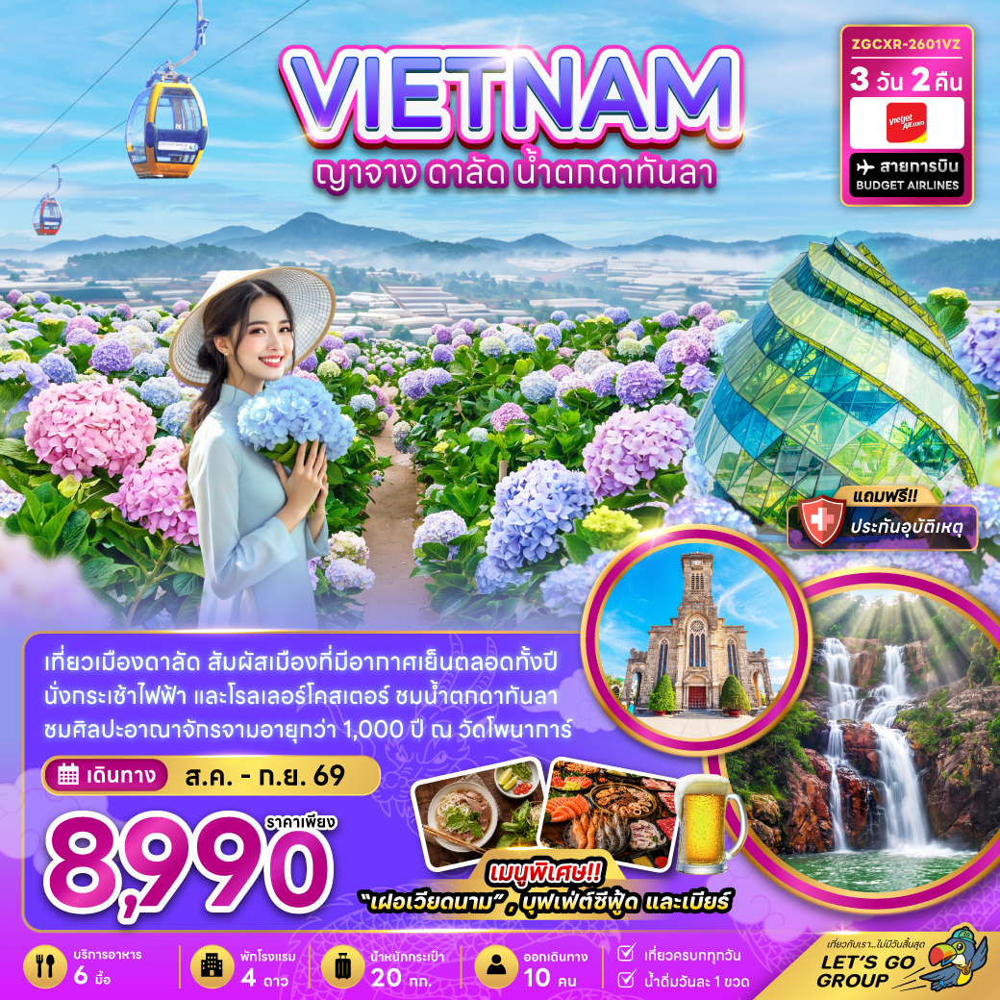 VIETNAM
ญาจาง ดาลัด น้ำตกดาทันลา
ZGCXR-2601VZ
3 วัน 2 คืน
vietjet
Air.com
สายการบิน
BUDGET AIRLINES
แถมฟรี!!
ประกันอุบัติเหตุ
เที่ยวเมืองดาลัด สัมผัสเมืองที่มีอากาศเย็นตลอดทั้งปี
นั่งกระเช้าไฟฟ้า และโรลเลอร์โคสเตอร์ ชมน้ำตกดาทันลา
ชมศิลปะอาณาจักรจามอายุกว่า 1,000 ปี ณ วัดโพนาการ์
เดินทาง ส.ค. - ก.ย. 69
ราคาเพียง
8,990
เมนูพิเศษ!!
“เฝอเวียดนาม” , บุฟเฟ่ต์ซีฟู้ด และเบียร์
บริการอาหาร
6 มื้อ
พักโรงแรม
4 ดาว
น้ำหนักกระเป๋า
20 กก.
ออกเดินทาง
10 คน
เที่ยวครบทุกวัน
น้ำดื่มวันละ 1 ขวด
เที่ยวกับเรา...ไม่มีวันสิ้นสุด
LET'S GO
GROUP